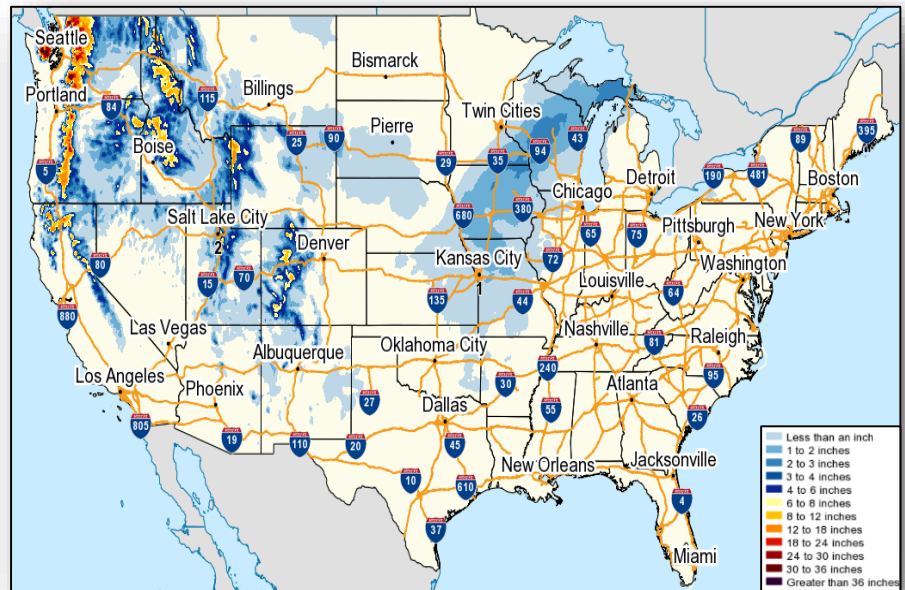 Seattle
Bismarck
Portland
84
115
Billings
Twin Cities
Pierre
25
90
Boise
94
43
89
395
5
29
35
190
481
Detroit
Boston
Chicago
Salt Lake City
2
680
380
Pittsburgh
New York
1
Denver
65
75
80
Kansas City
72
Washington
15
70
1
Louisville
64
880
135
44
Las Vegas
Nashville
81
Raleigh
Oklahoma City
Albuquerque
240
Los Angeles
Phoenix
30
Atlanta
95
27
Dallas
55
26
805
19
110
20
45
New Orleans
Jacksonville
10
610
4
37
Miami
Less than an inch
1 to 2 inches
2 to 3 inches
3 to 4 inches
4 to 6 inches
6 to 8 inches
8 to 12 inches
12 to 18 inches
18 to 24 inches
24 to 30 inches
30 to 36 inches
Greater than 36 inches